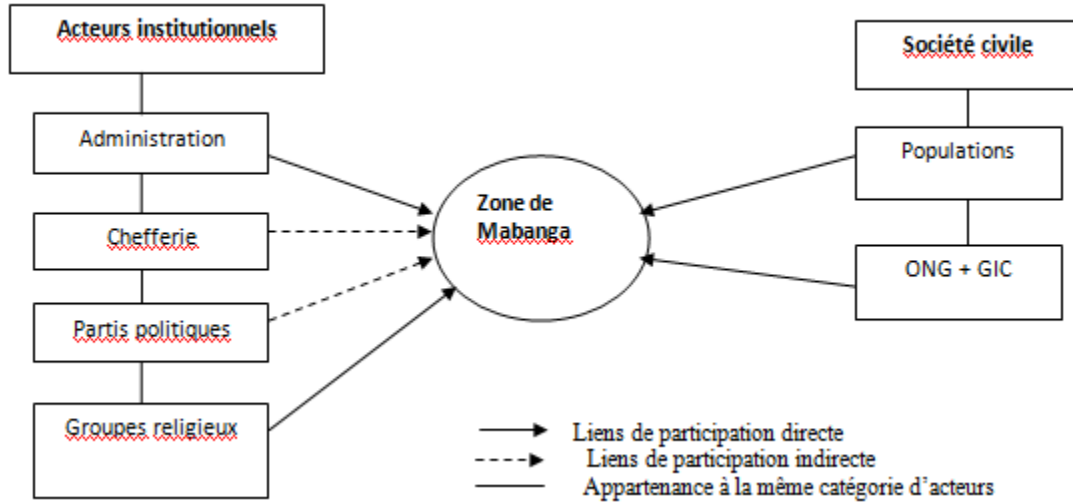 Acteurs institutionnels
Administration
Chefferie
Partis politiques
Groupes religieux
Zone de
Mabanga
Société civile
Populations
ONG + GIC
Liens de participation directe
Liens de participation indirecte
Appartenance à la même catégorie d'acteurs